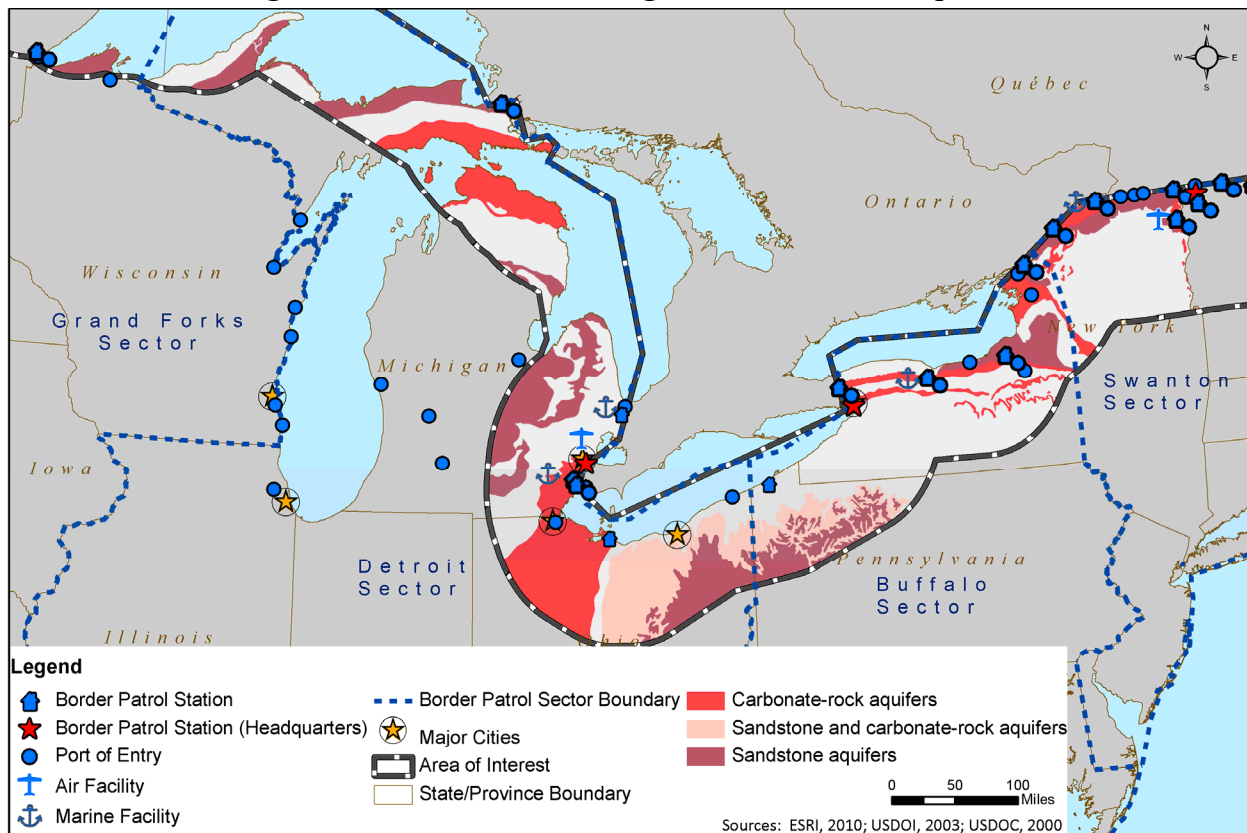 N
W E
S
Québec
Ontario
Wisconsin
Grand Forks
Sector
Michigan
New York
Swanton
Sector
Iowa
Detroit
Sector
Pennsylvania
Buffalo
Sector
Illinois
Legend
Border Patrol Station
Border Patrol Station (Headquarters)
Port of Entry
Air Facility
Marine Facility
Border Patrol Sector Boundary
Major Cities
Area of Interest
State/Province Boundary
Carbonate-rock aquifers
Sandstone and carbonate-rock aquifers
Sandstone aquifers
0 50 100
Miles
Sources: ESRI, 2010; USDOI, 2003; USDOC, 2000